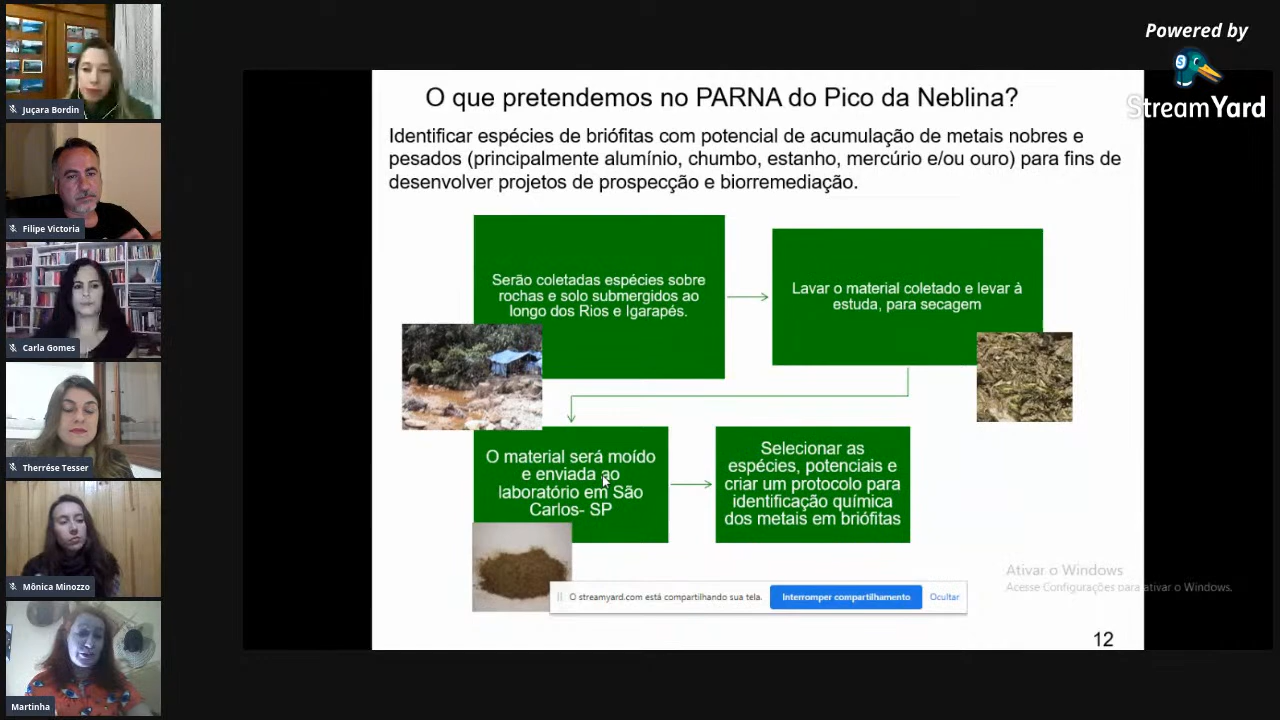 Juçara Bordin
Filipe Victoria
Carla Gomes
Therrése Tesser
Mônica Minozzo
Martinha
Powered by
StreamYard
O que pretendemos no PARNA do Pico da Neblina?
Identificar espécies de briófitas com potencial de acumulação de metais nobres e
pesados (principalmente alumínio, chumbo, estanho, mercúrio e/ou ouro) para fins de
desenvolver projetos de prospecção e biorremediação.
Serão coletadas espécies sobre
rochas e solo submergidos ao
longo dos Rios e Igarapés.
Lavar o material coletado e levar à
estuda, para secagem
O material será moído
e enviada ao
laboratório em São
Carlos- SP
Selecionar as
espécies, potenciais e
criar um protocolo para
identificação química
dos metais em briófitas
Ativar o Windows
Acesse Configurações para ativar o Windows.
O streamyard.com está compartilhando sua tela.
Interromper compartilhamento
Ocultar
12